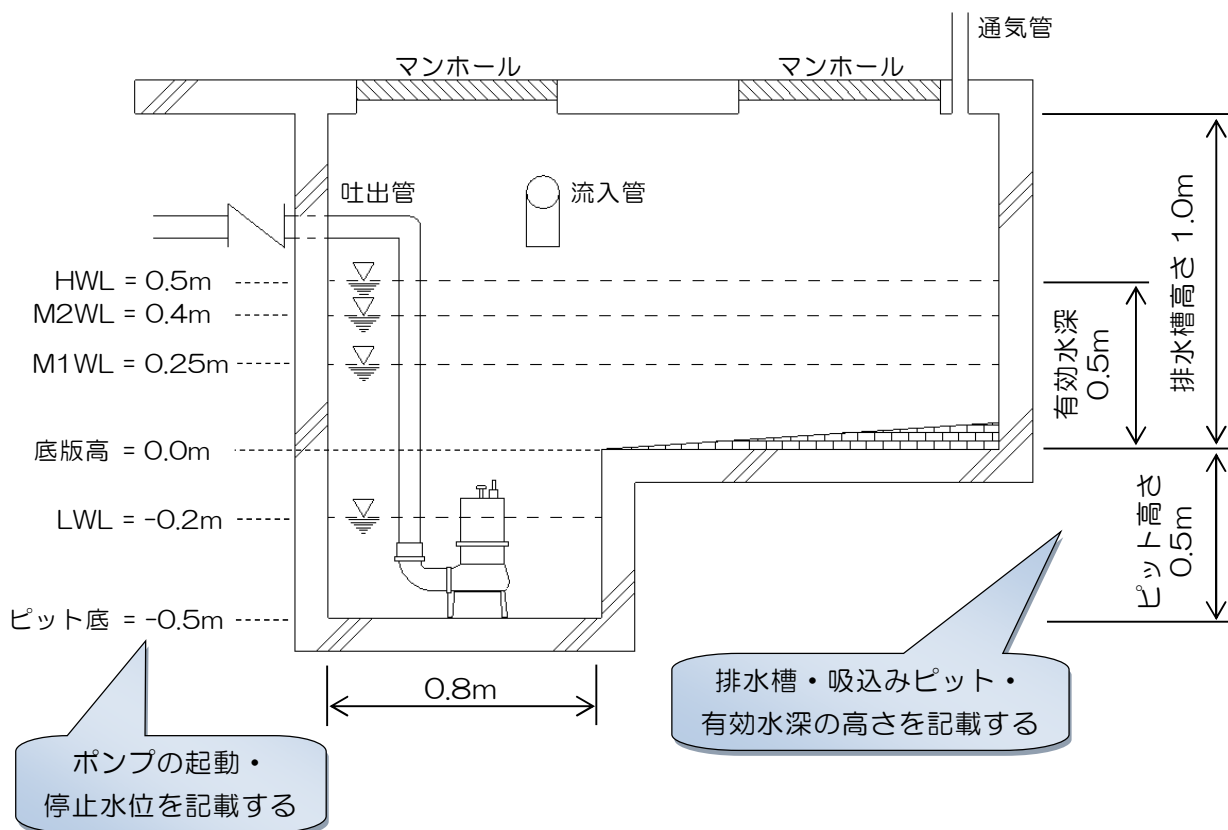 通気管
マンホール
マンホール
吐出管
流入管
HWL = 0.5m
M2WL = 0.4m
M1WL = 0.25m
底版高 = 0.0m
LWL = -0.2m
ピット底 = -0.5m
有効水深
0.5m
排水槽高さ 1.0m
ピット高さ
0.5m
0.8m
ポンプの起動・
停止水位を記載する
排水槽・吸込みピット・
有効水深の高さを記載する